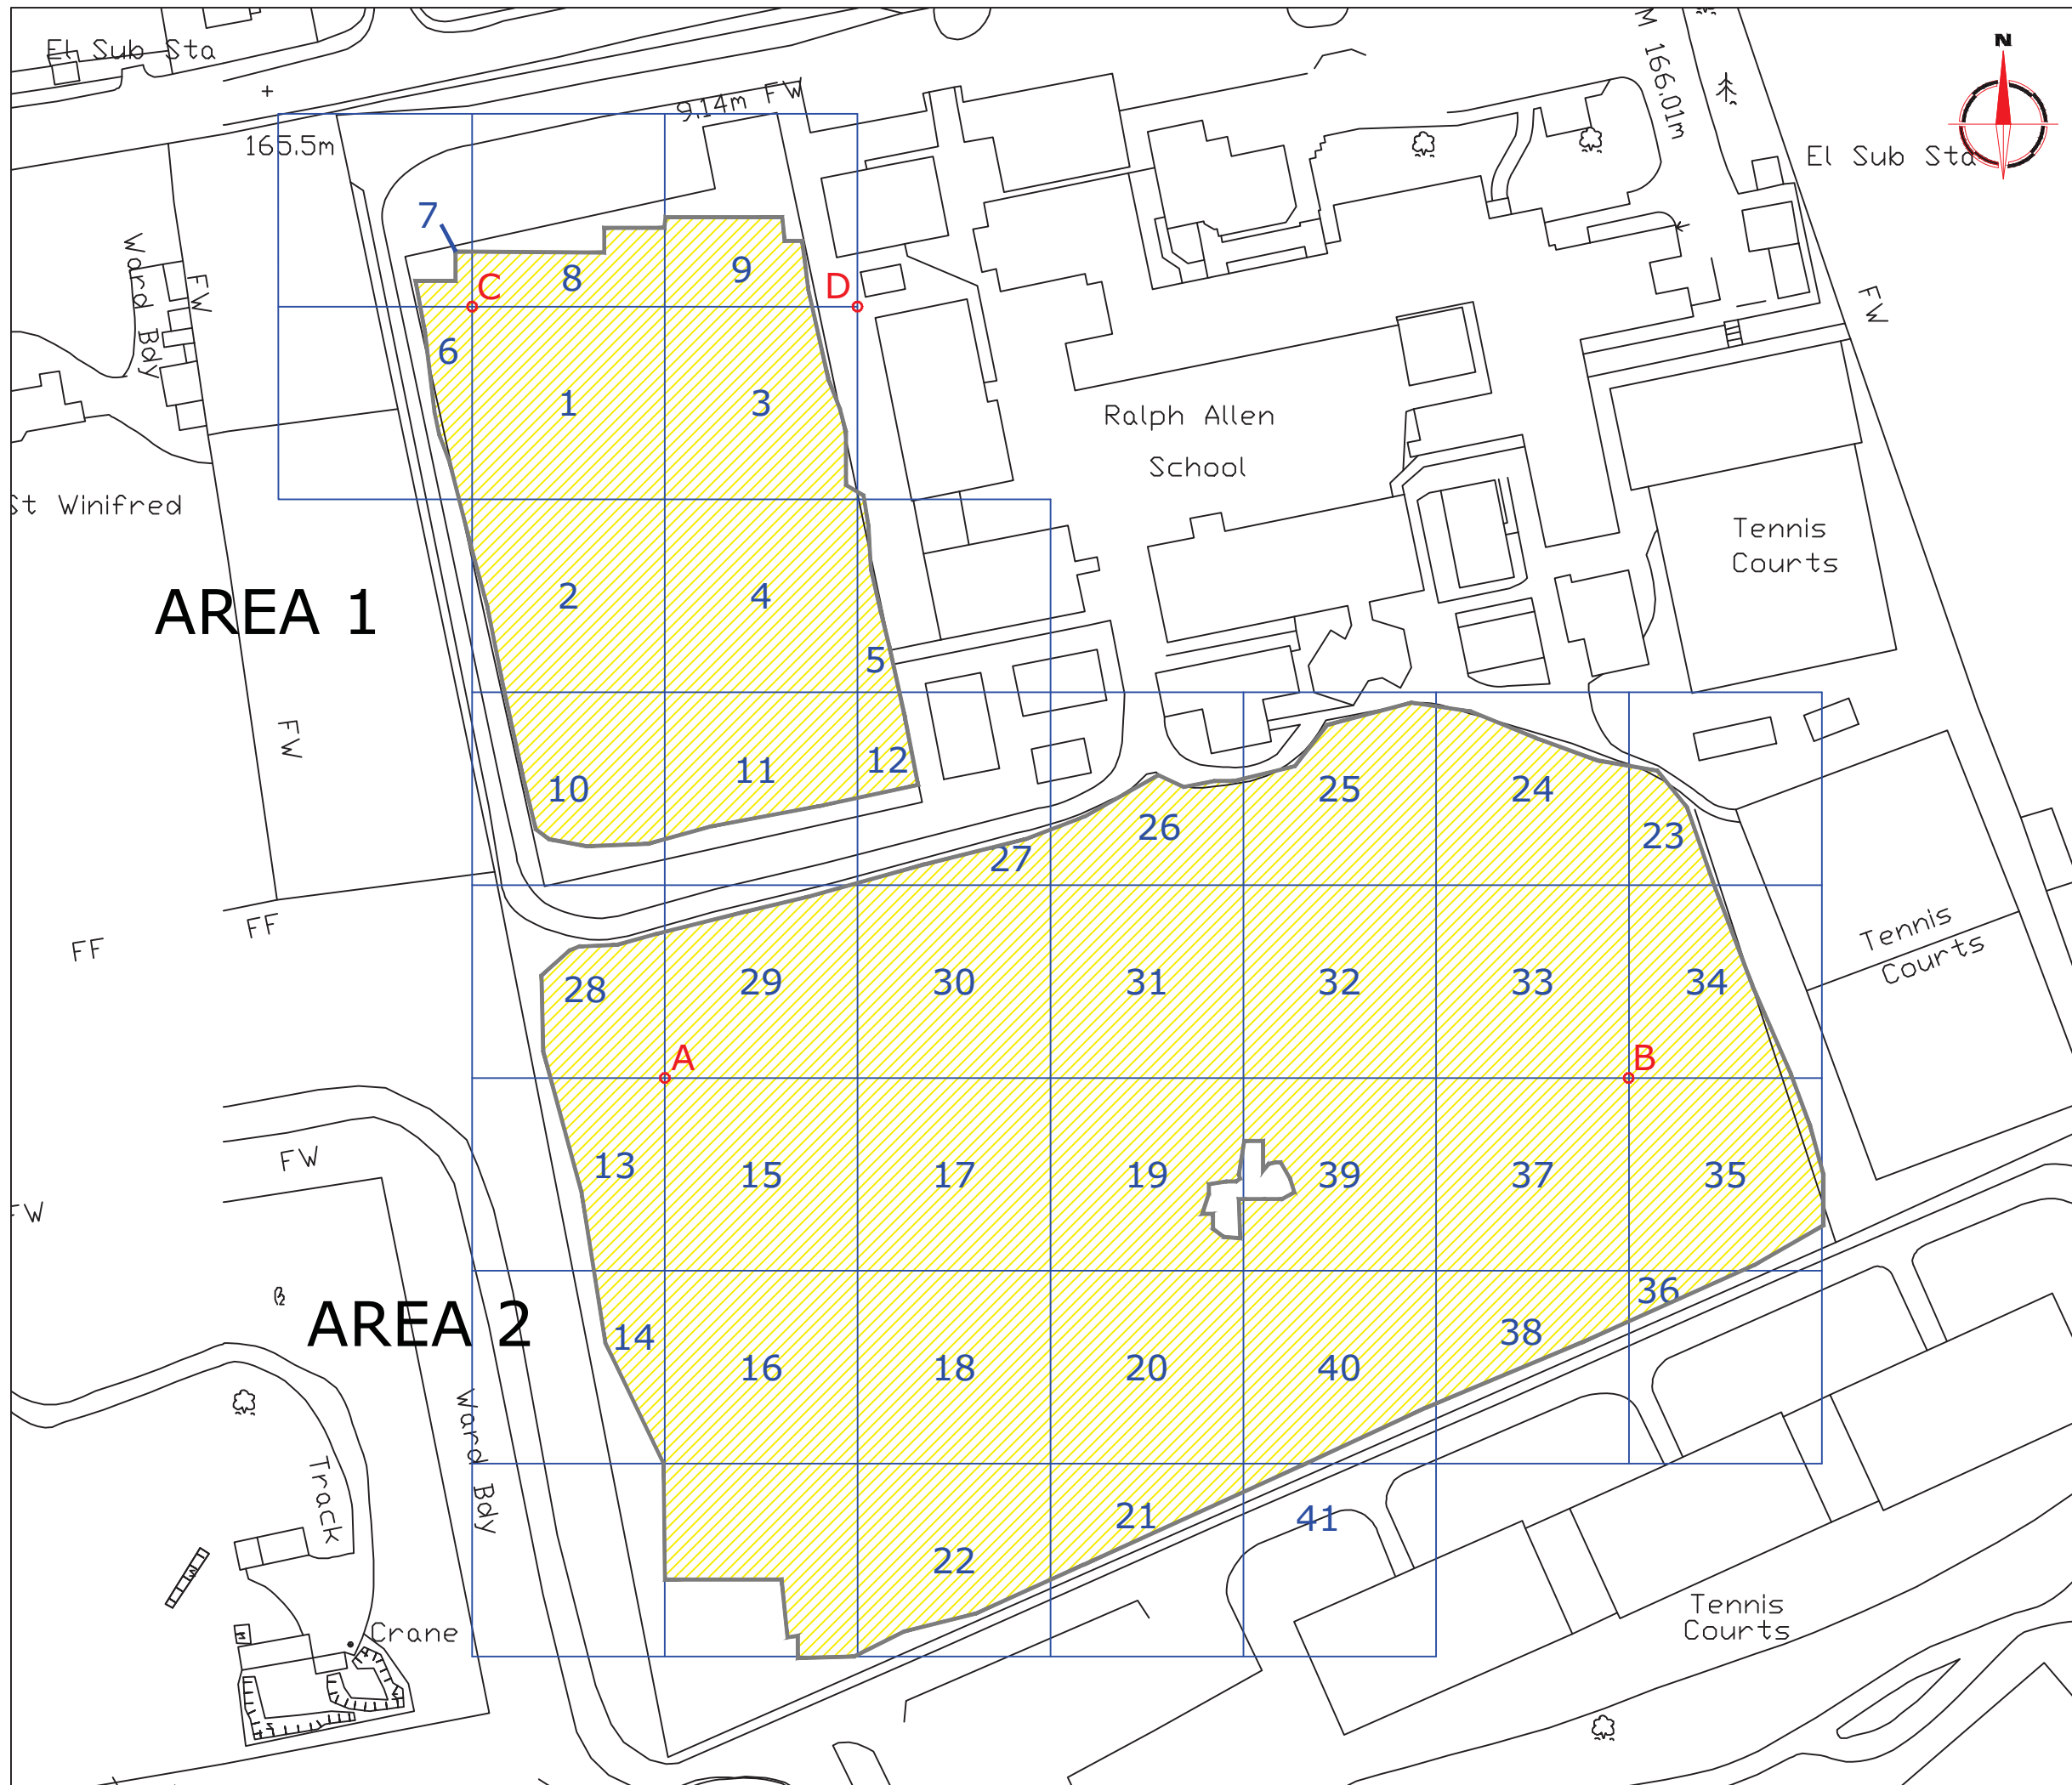 El Sub Sta
M 166.01m
N
9.14m FW
165.5m
El Sub Sta
7
8
9
C
D
Ward Bdy
FW
FW
6
1
3
Ralph Allen
School
St Winifred
Tennis
Courts
AREA 1
2
4
5
FW
10
11
12
25
24
26
23
27
FF
FF
Tennis
Courts
28
29
30
31
32
33
34
A
B
FW
13
15
17
19
39
37
35
FW
36
AREA 2
14
38
16
18
20
40
Ward Bdy
Track
21
41
22
Crane
Tennis
Courts